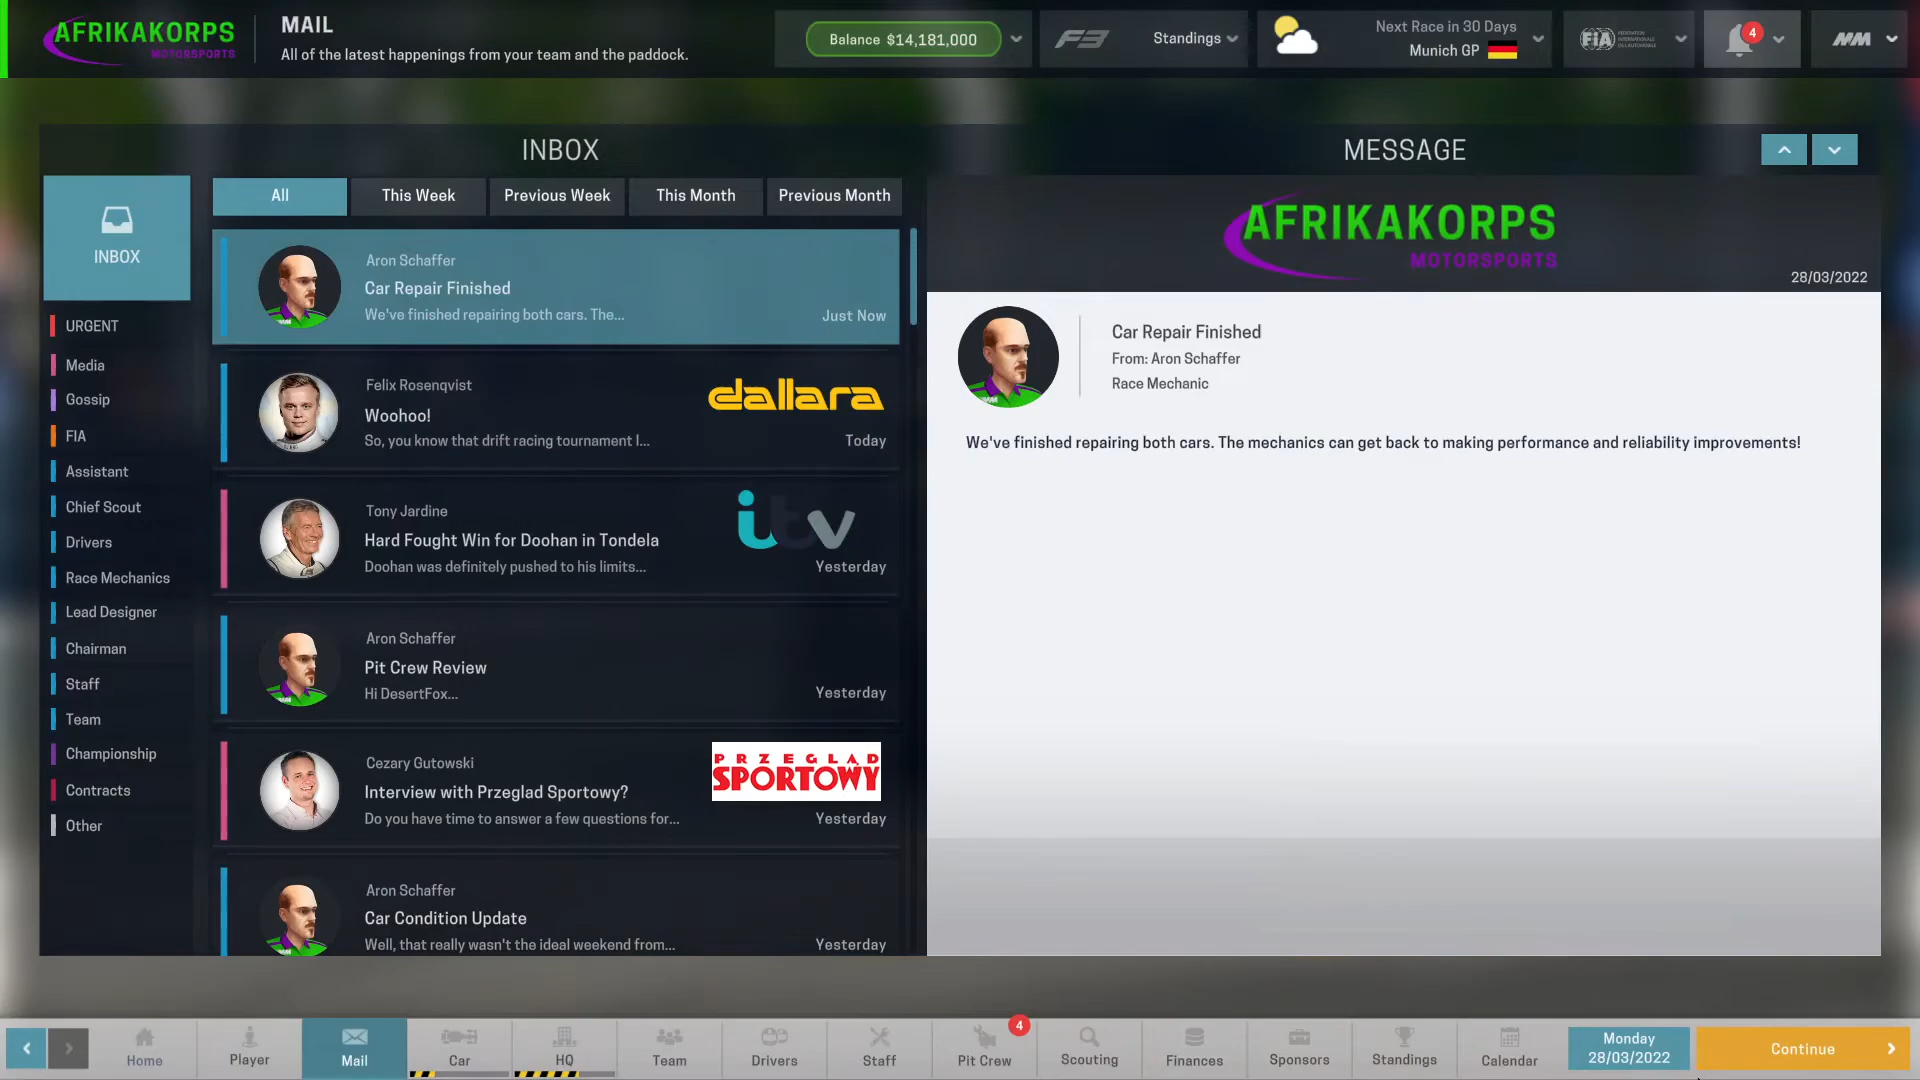 AFRIKAKORPS
MOTORSPORTS
MAIL
All of the latest happenings from your team and the paddock.
Balance $14,181,000
F3
Standings
Next Race in 30 Days
Munich GP
FIA
4
MM
INBOX
MESSAGE
INBOX
URGENT
Media
Gossip
FIA
Assistant
Chief Scout
Drivers
Race Mechanics
Lead Designer
Chairman
Staff
Team
Championship
Contracts
Other
All
This Week
Previous Week
This Month
Previous Month
Aron Schaffer
Car Repair Finished
We've finished repairing both cars. The...
Just Now
Felix Rosenqvist
Woohoo!
So, you know that drift racing tournament I...
dallara
Today
Tony Jardine
Hard Fought Win for Doohan in Tondela
Doohan was definitely pushed to his limits...
itv
Yesterday
Aron Schaffer
Pit Crew Review
Hi DesertFox...
Yesterday
Cezary Gutowski
Interview with Przeglad Sportowy?
Do you have time to answer a few questions for...
PRZEGLĄD
SPORTOWY
Yesterday
Aron Schaffer
Car Condition Update
Well, that really wasn't the ideal weekend from...
Yesterday
AFRIKAKORPS
MOTORSPORTS
28/03/2022
Car Repair Finished
From: Aron Schaffer
Race Mechanic
We've finished repairing both cars. The mechanics can get back to making performance and reliability improvements!
Home
Player
Mail
Car
HQ
Team
Drivers
Staff
4
Pit Crew
Scouting
Finances
Sponsors
Standings
Calendar
Monday
28/03/2022
Continue